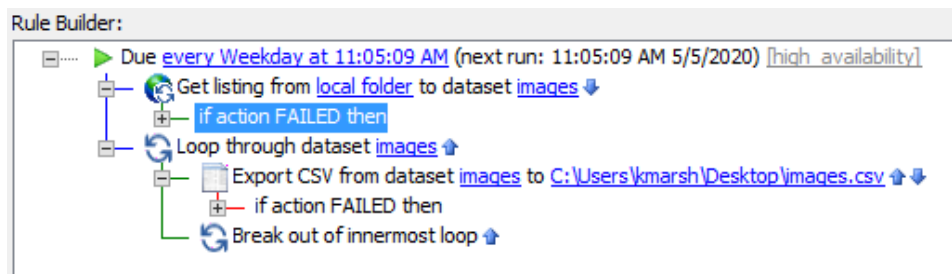 Rule Builder:
Due every Weekday at 11:05:09 AM (next run: 11:05:09 AM 5/5/2020) [high_availability]
Get listing from local folder to dataset images
if action FAILED then
Loop through dataset images
Export CSV from dataset images to C:\Users\kmarsh\Desktop\images.csv
if action FAILED then
Break out of innermost loop